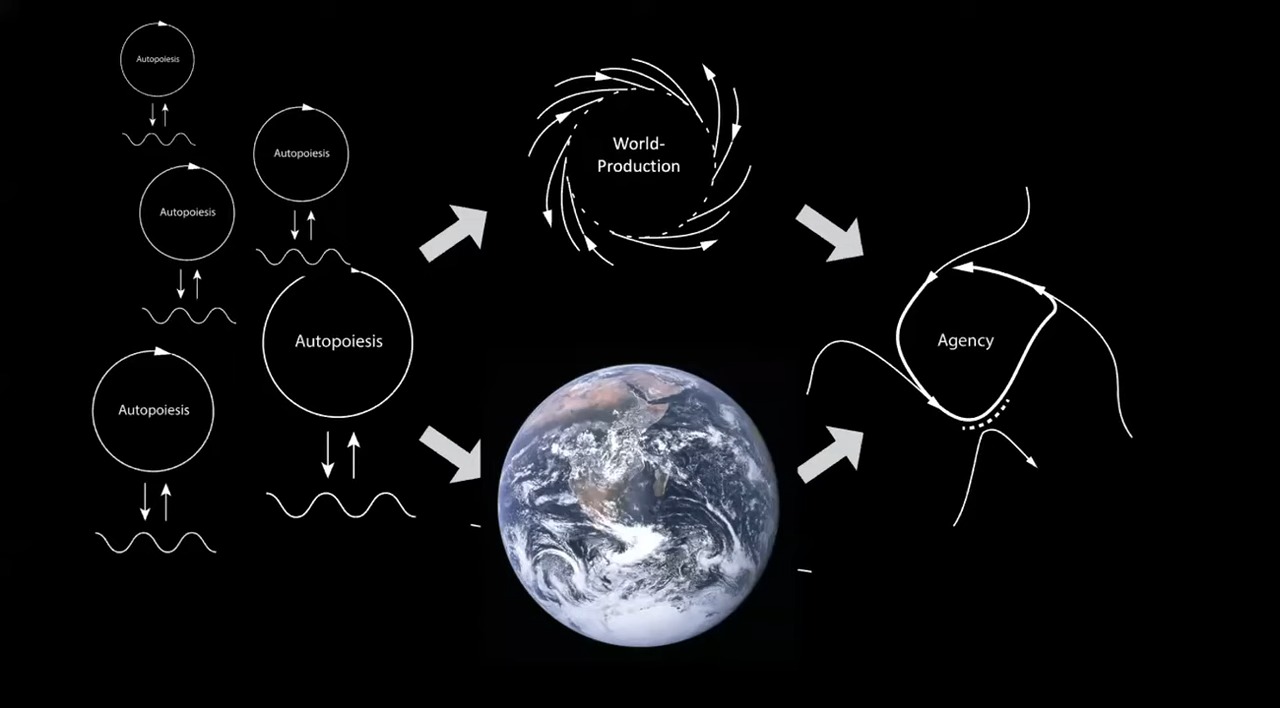 Autopoiesis
Autopoiesis
Autopoiesis
Autopoiesis
Autopoiesis
World-
Production
Agency